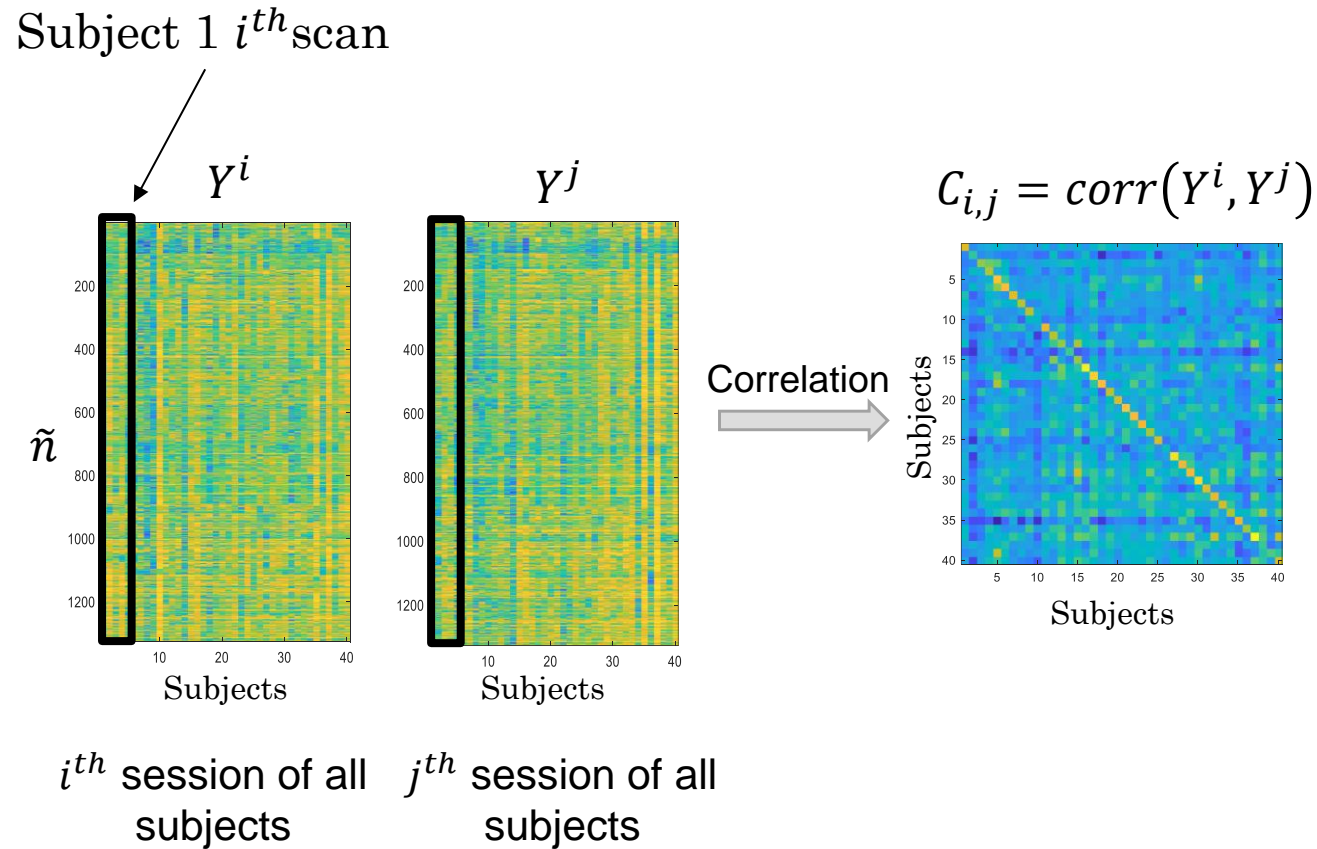 Subject 1 i^{th}scan
Y^i
Y^j
C_{i,j} = corr(Y^i, Y^j)
200
400
600
800
1000
1200
ñ
10 20 30 40
Subjects
200
400
600
800
1000
1200
10 20 30 40
Subjects
Correlation
5
10
15
20
25
30
35
40
Subjects
5 10 15 20 25 30 35 40
Subjects
i^{th} session of all
subjects
j^{th} session of all
subjects